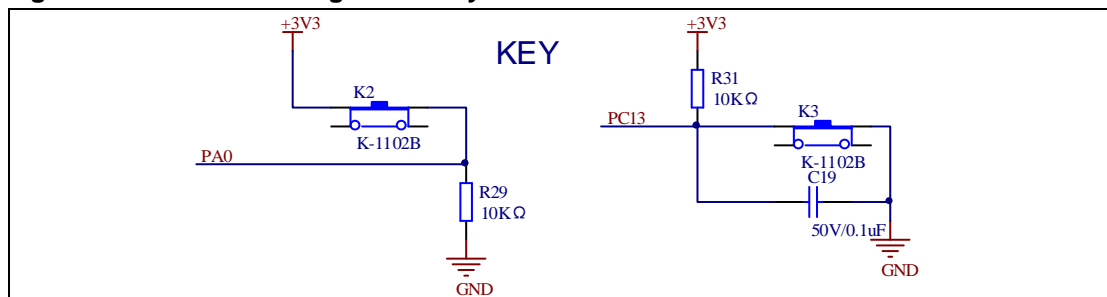 +3V3
KEY
K2
K-1102B
PA0
R29
10KΩ
GND
+3V3
R31
10KΩ
PC13
K3
K-1102B
C19
50V/0.1uF
GND